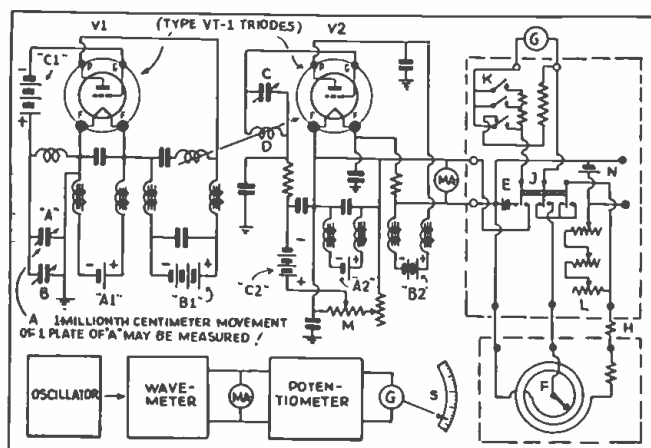 V1 (TYPE VT-1 TRIODES) V2
"C1"
- P G
+
F F
P G
C
D
F F
G
K
MA
E J N
"A"
B
- + 
"A1"
- +
"B1"
-
"C2"
+
- +
"A2"
- +
"B2"
M
L
H
F
A 1-MILLIONTH CENTIMETER MOVEMENT
OF 1 PLATE OF "A" MAY BE MEASURED!
OSCILLATOR
WAVE-
METER
MA
POTEN-
TIOMETER
G
S